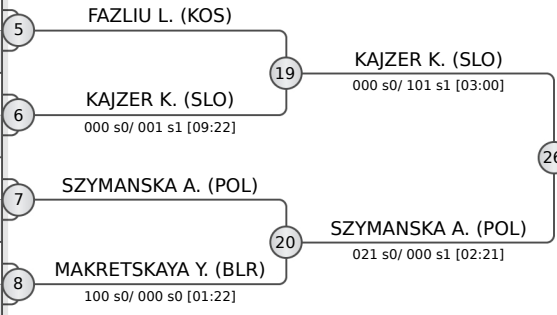 FAZLIU L. (KOS)
5
19
KAJZER K. (SLO)
000 s0/ 101 s1 [03:00]
KAJZER K. (SLO)
6
000 s0/ 001 s1 [09:22]
26
SZYMANSKA A. (POL)
7
20
SZYMANSKA A. (POL)
021 s0/ 000 s1 [02:21]
MAKRETSKAYA Y. (BLR)
8
100 s0/ 000 s0 [01:22]